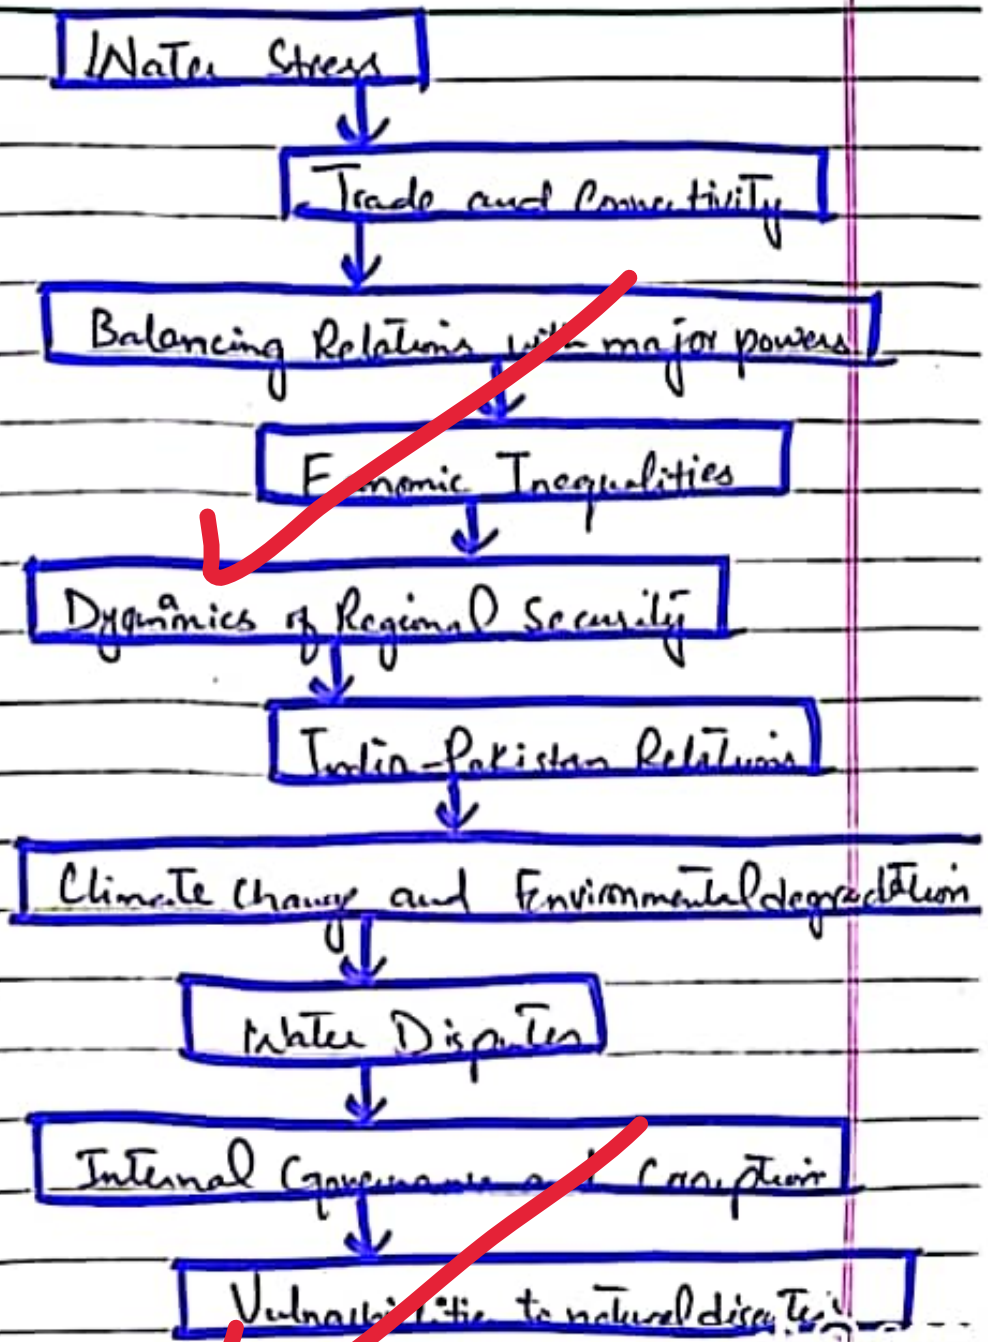 Water Stress
Trade and Connectivity
Balancing Relations with major powers
Economic Inequalities
Dynamics of Regional Security
India-Pakistan Relations
Climate Change and Environmental degradation
Water Disputes
Internal Governance and Corruption
Vulnerabilities to natural disasters